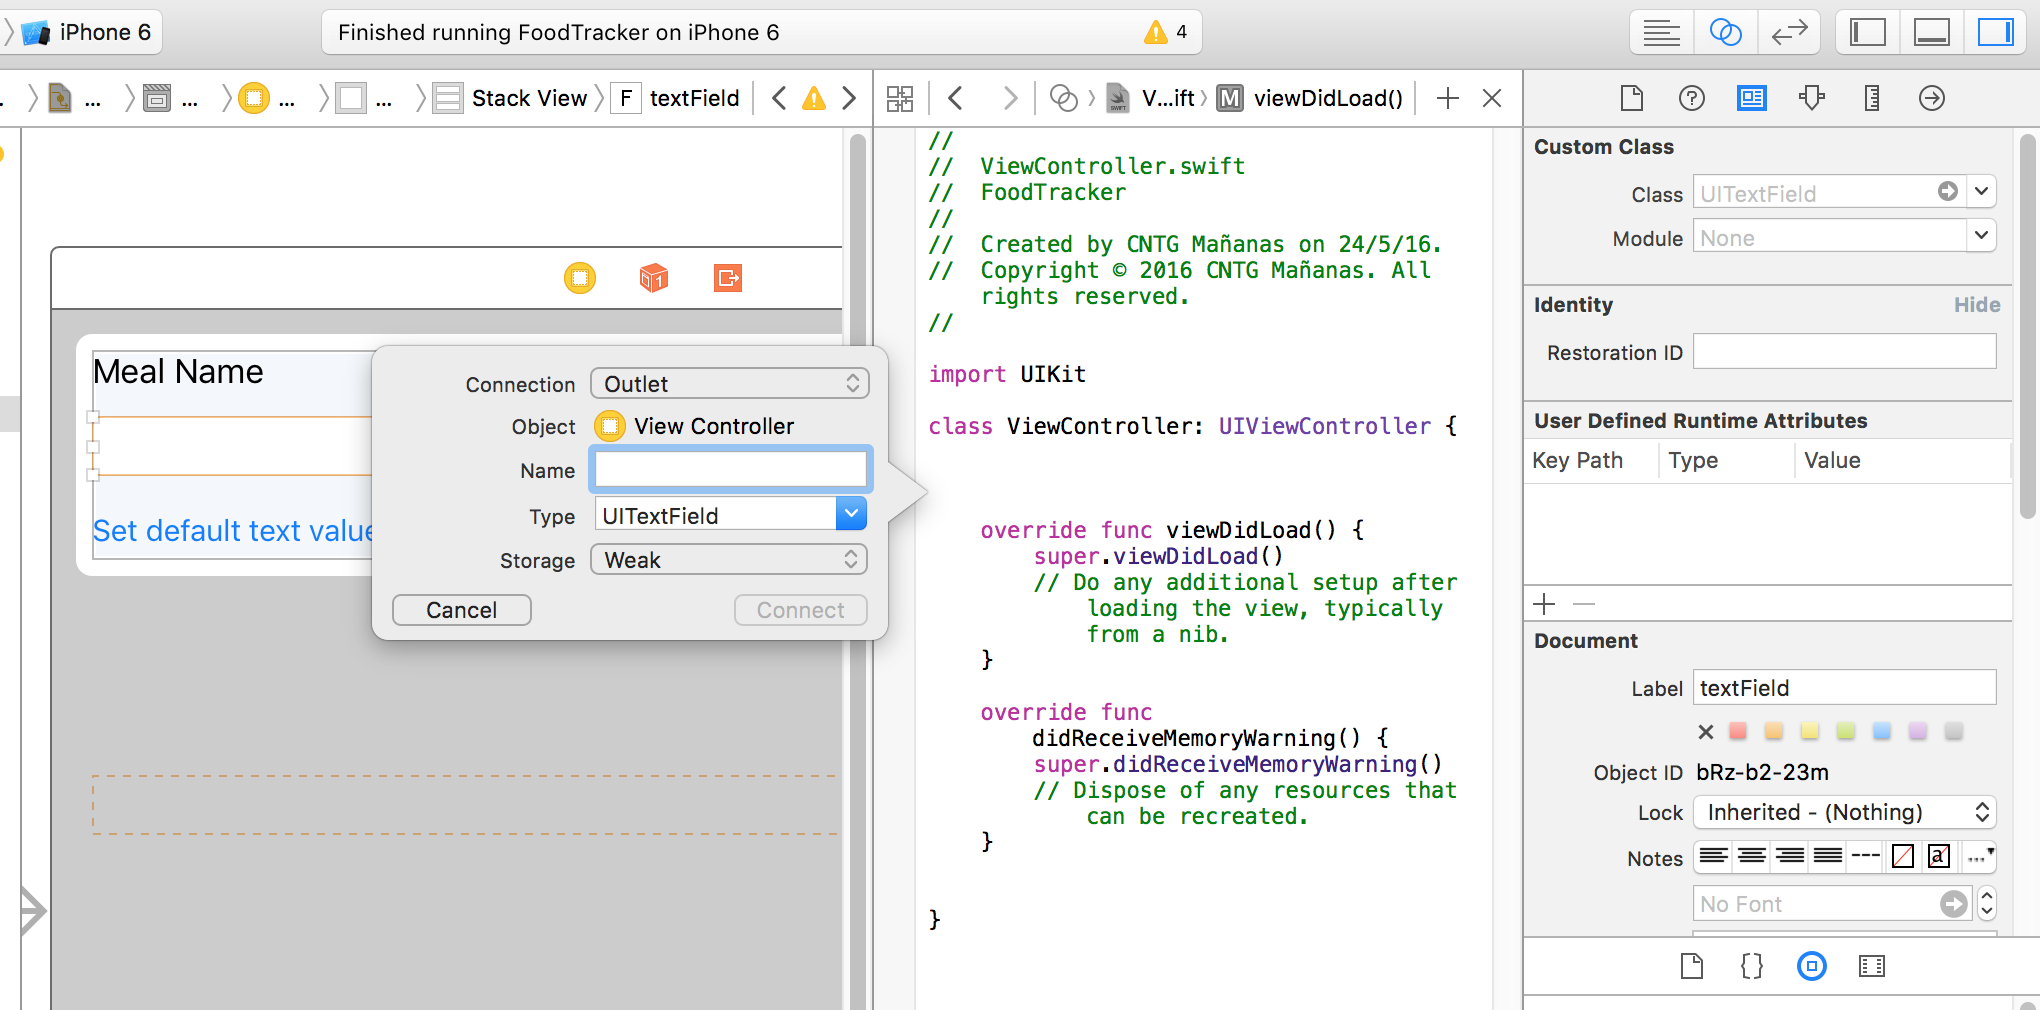 iPhone 6
Finished running FoodTracker on iPhone 6
4
... ... ... ... Stack View F textField
V...ift M viewDidLoad()
//
// ViewController.swift
// FoodTracker
//
// Created by CNTG Mañanas on 24/5/16.
// Copyright © 2016 CNTG Mañanas. All
rights reserved.
//
import UIKit
class ViewController: UIViewController {
override func viewDidLoad() {
super.viewDidLoad()
// Do any additional setup after
loading the view, typically
from a nib.
}
override func
didReceiveMemoryWarning() {
super.didReceiveMemoryWarning()
// Dispose of any resources that
can be recreated.
}
}
Meal Name
Set default text value
Connection Outlet
Object View Controller
Name
Type UITextField
Storage Weak
Cancel Connect
Custom Class
Class UITextField
Module None
Identity Hide
Restoration ID
User Defined Runtime Attributes
Key Path Type Value
Document
Label textField
Object ID bRz-b2-23m
Lock Inherited - (Nothing)
Notes
No Font